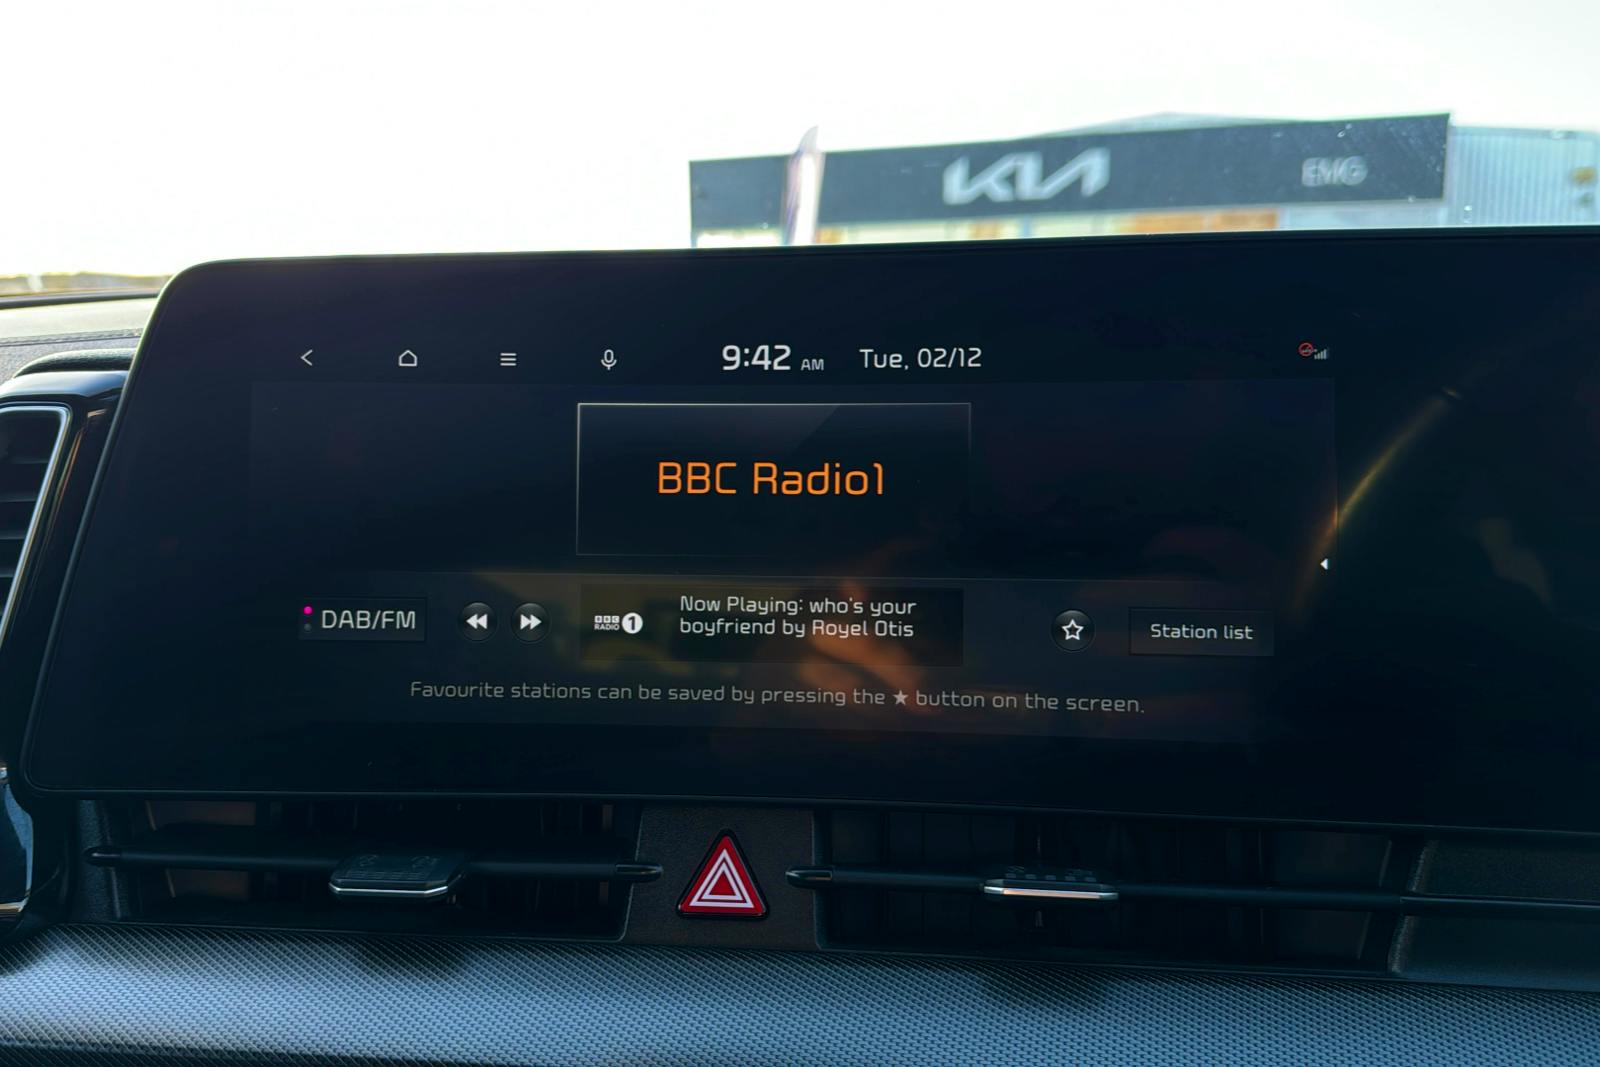 KIA
EMG
9:42 AM Tue, 02/12
BBC Radio1
DAB/FM
BBC
RADIO 1
Now Playing: who's your
boyfriend by Royel Otis
Station list
Favourite stations can be saved by pressing the ★ button on the screen.